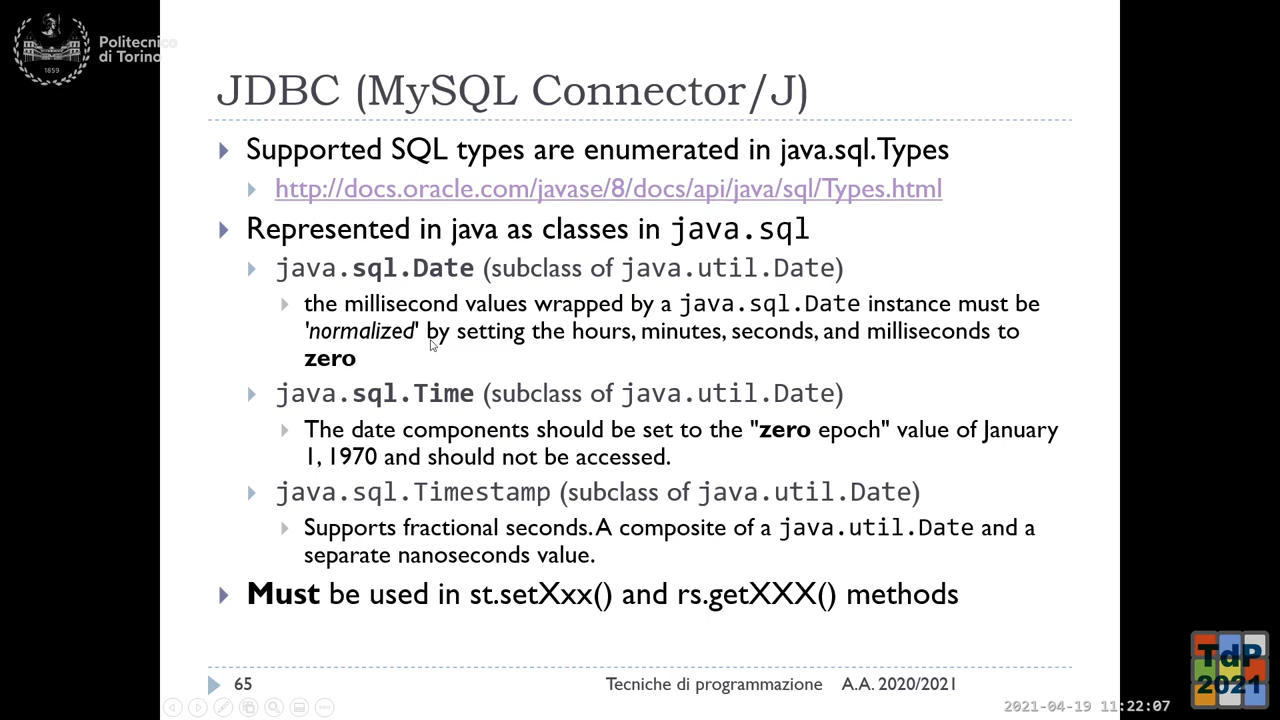 Politecnico
di Torino
1859
JDBC (MySQL Connector/J)
Supported SQL types are enumerated in java.sql.Types
http://docs.oracle.com/javase/8/docs/api/java/sql/Types.html
Represented in java as classes in java.sql
java.sql.Date (subclass of java.util.Date)
the millisecond values wrapped by a java.sql.Date instance must be
'normalized' by setting the hours, minutes, seconds, and milliseconds to
zero
java.sql.Time (subclass of java.util.Date)
The date components should be set to the "zero epoch" value of January
1, 1970 and should not be accessed.
java.sql.Timestamp (subclass of java.util.Date)
Supports fractional seconds. A composite of a java.util.Date and a
separate nanoseconds value.
Must be used in st.setXxx() and rs.getXXX() methods
65
Tecniche di programmazione A.A. 2020/2021
TdP
2021
2021-04-19 11:22:07